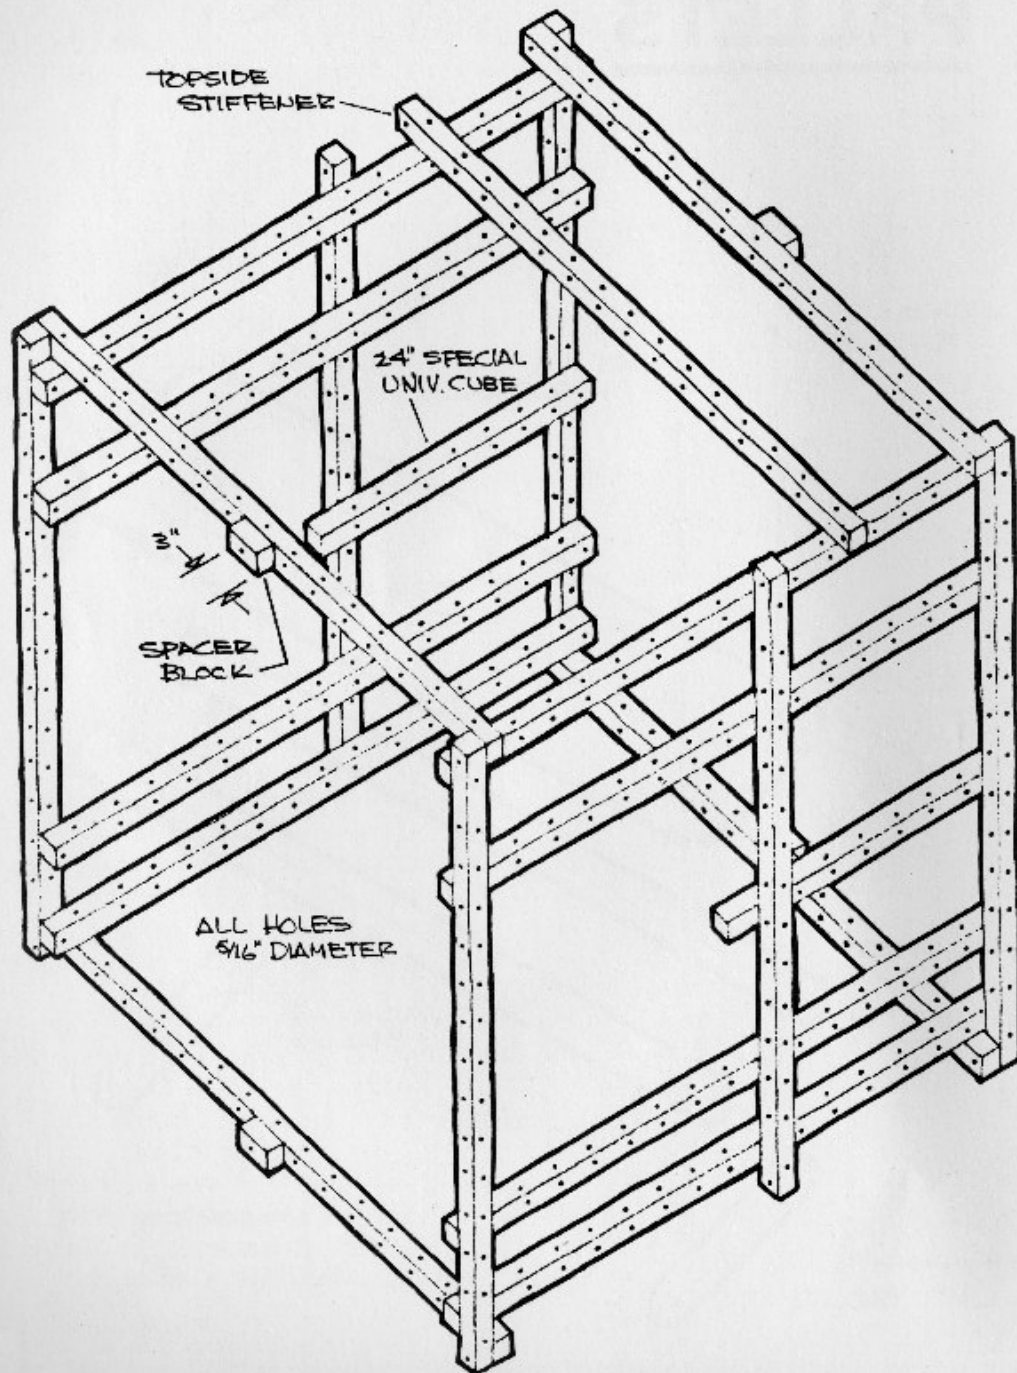 TOPSIDE
STIFFENER
24" SPECIAL
UNIV. CUBE
3"
SPACER
BLOCK
ALL HOLES
5/16" DIAMETER